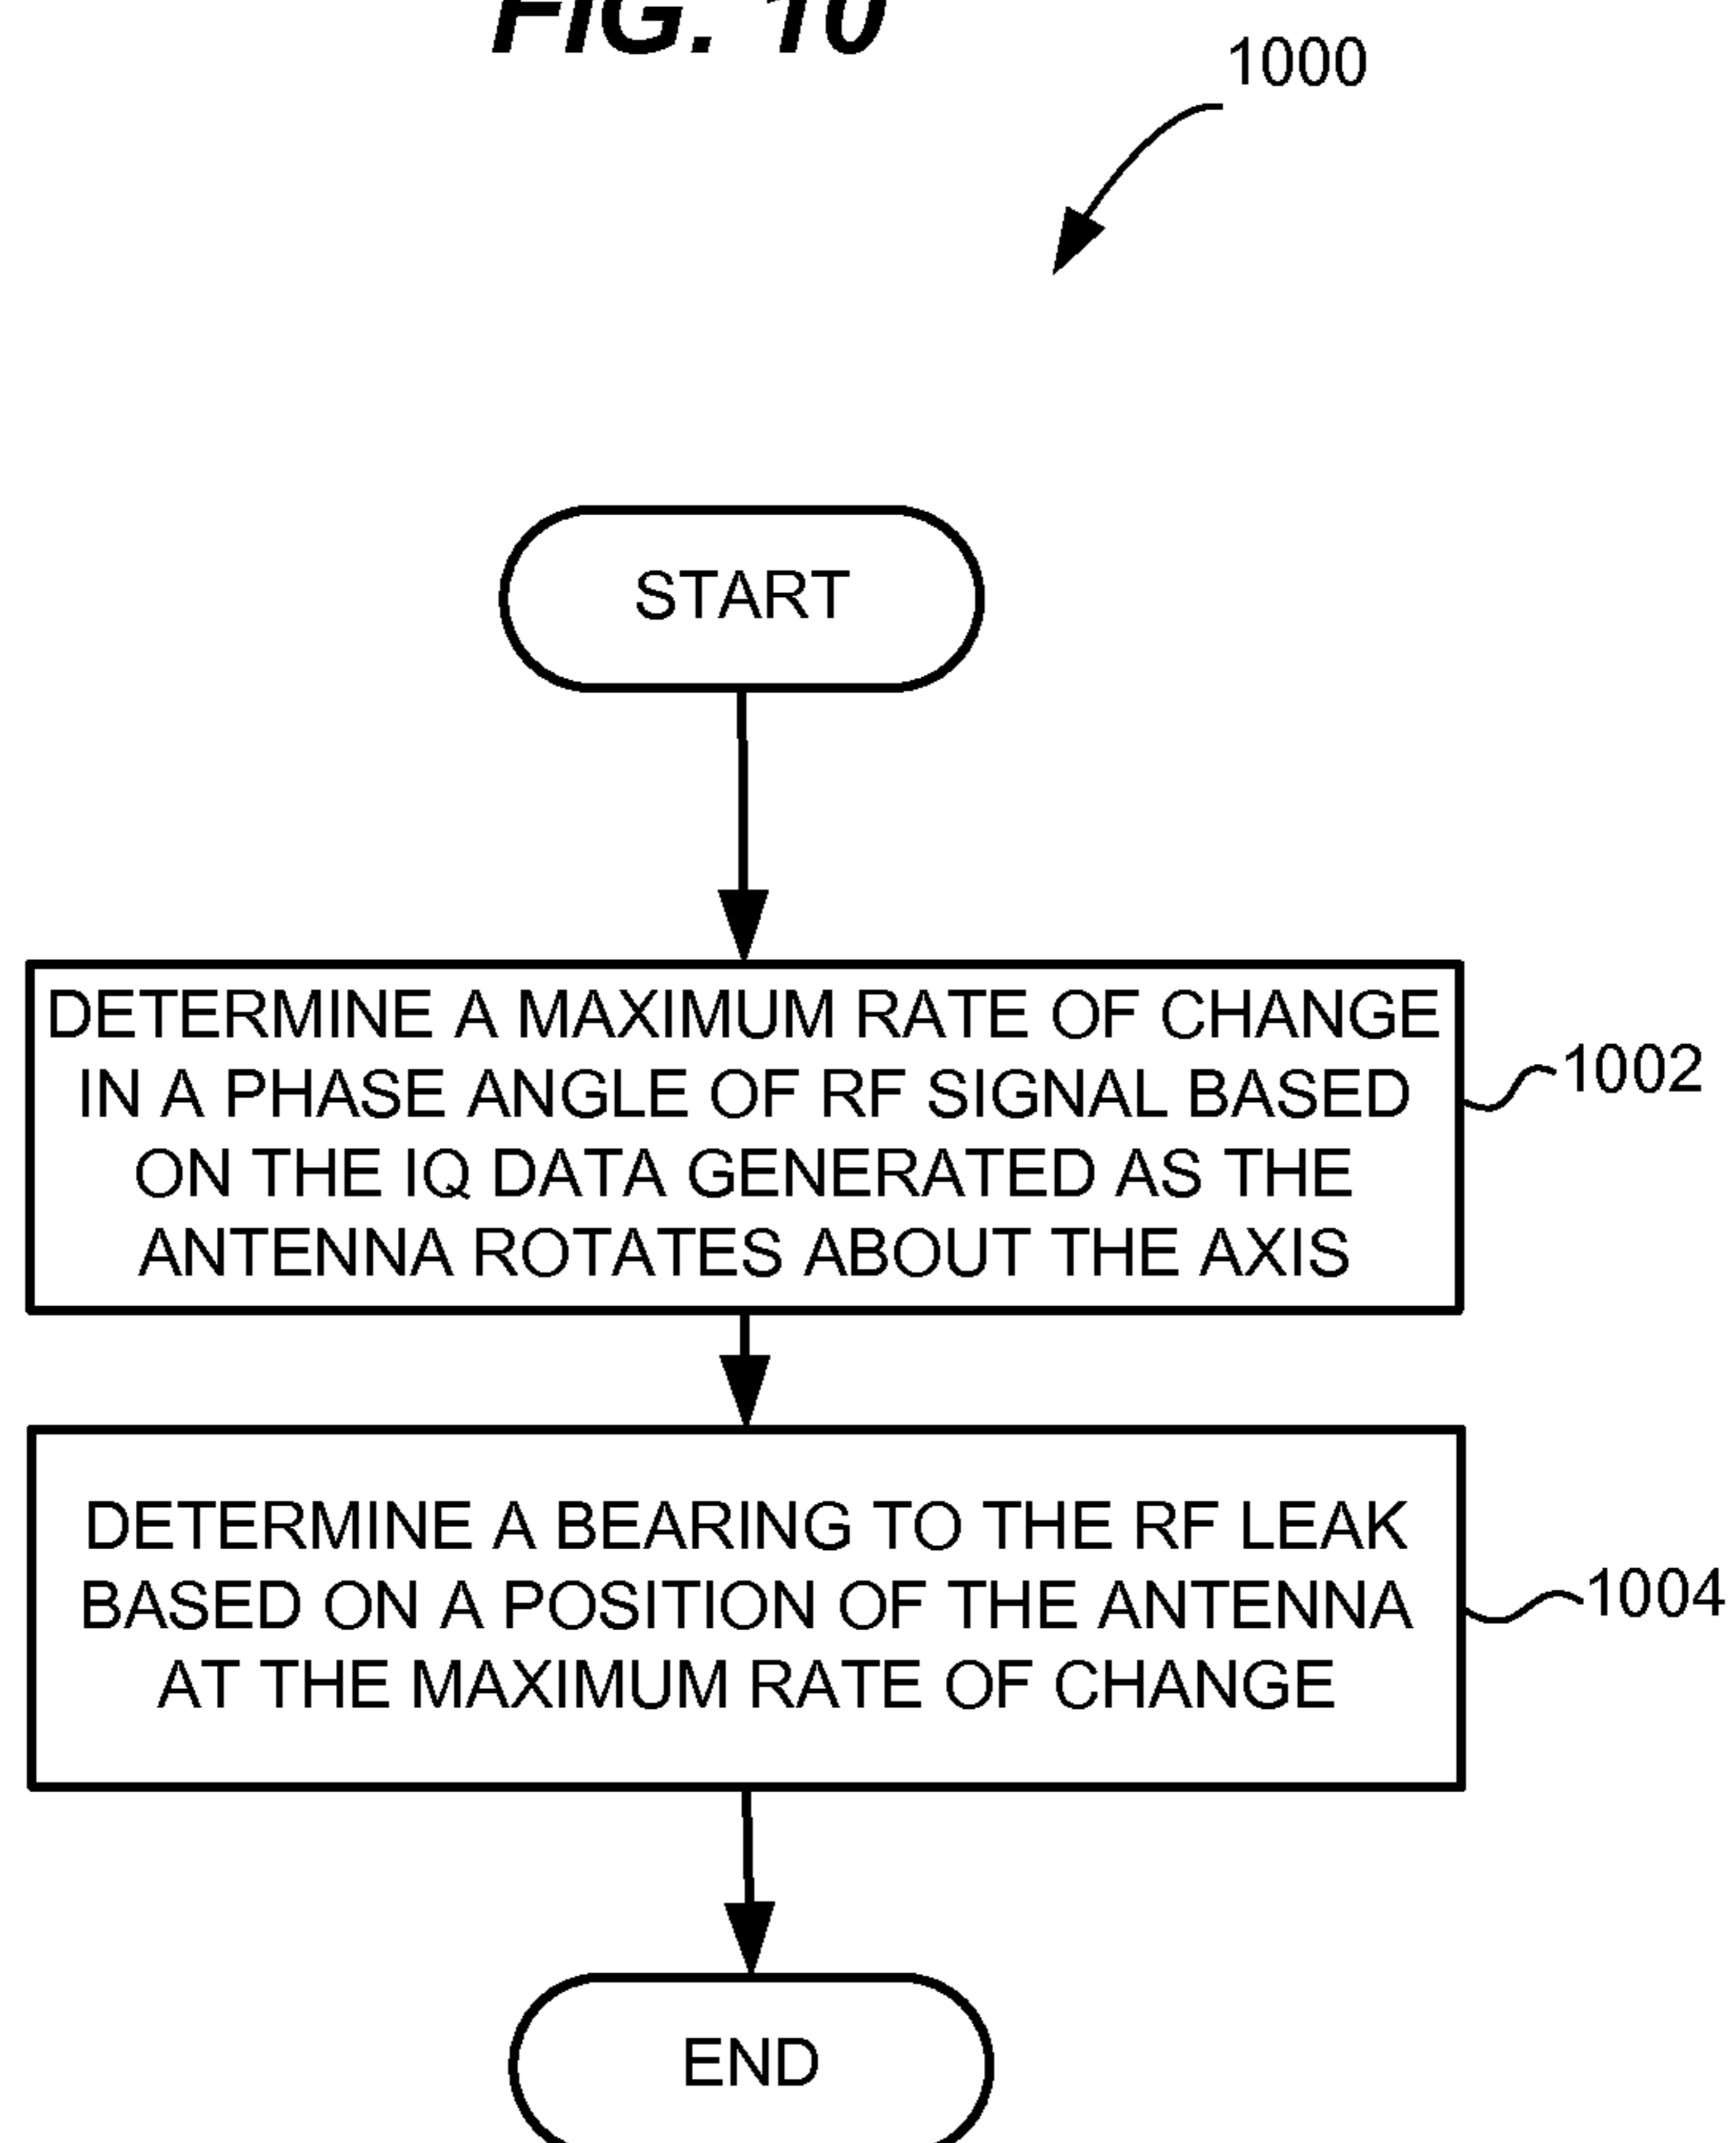 FIG. 10
1000
START
DETERMINE A MAXIMUM RATE OF CHANGE
IN A PHASE ANGLE OF RF SIGNAL BASED
ON THE IQ DATA GENERATED AS THE
ANTENNA ROTATES ABOUT THE AXIS
1002
DETERMINE A BEARING TO THE RF LEAK
BASED ON A POSITION OF THE ANTENNA
AT THE MAXIMUM RATE OF CHANGE
1004
END